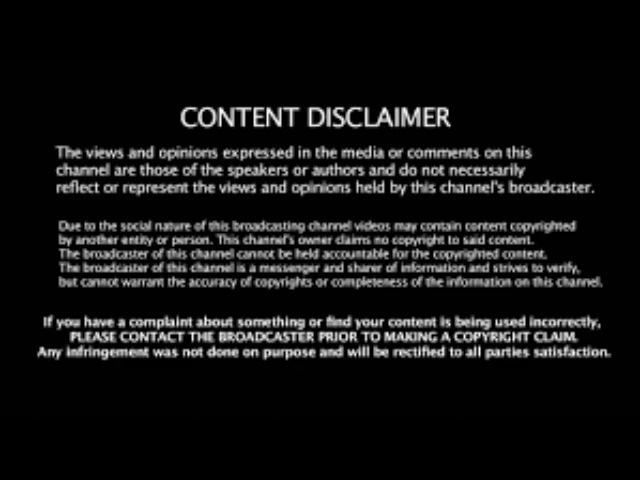 CONTENT DISCLAIMER
The views and opinions expressed in the media or comments on this
channel are those of the speakers or authors and do not necessarily
reflect or represent the views and opinions held by this channel's broadcaster.
Due to the social nature of this broadcasting channel videos may contain content copyrighted
by another entity or person. This channel's owner claims no copyright to said content.
The broadcaster of this channel cannot be held accountable for the copyrighted content.
The broadcaster of this channel is a messenger and sharer of information and strives to verify,
but cannot warrant the accuracy of copyrights or completeness of the information on this channel.
If you have a complaint about something or find your content is being used incorrectly,
PLEASE CONTACT THE BROADCASTER PRIOR TO MAKING A COPYRIGHT CLAIM.
Any infringement was not done on purpose and will be rectified to all parties satisfaction.